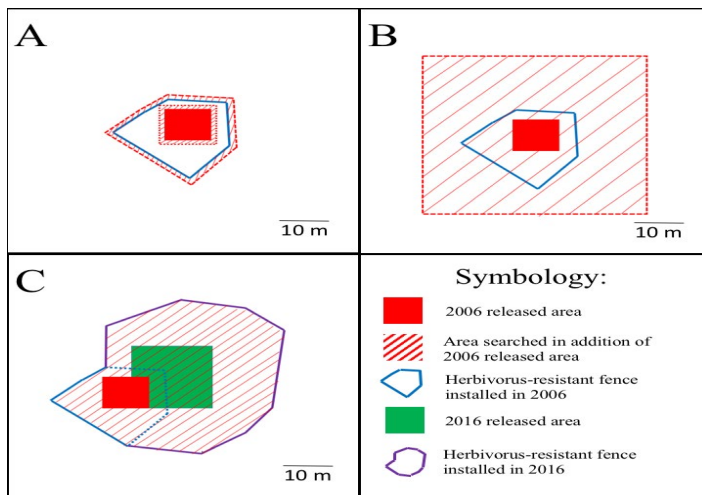 A
10 m
B
10 m
C
10 m
Symbology:
2006 released area
Area searched in addition of
2006 released area
Herbivorus-resistant fence
installed in 2006
2016 released area
Herbivorus-resistant fence
installed in 2016